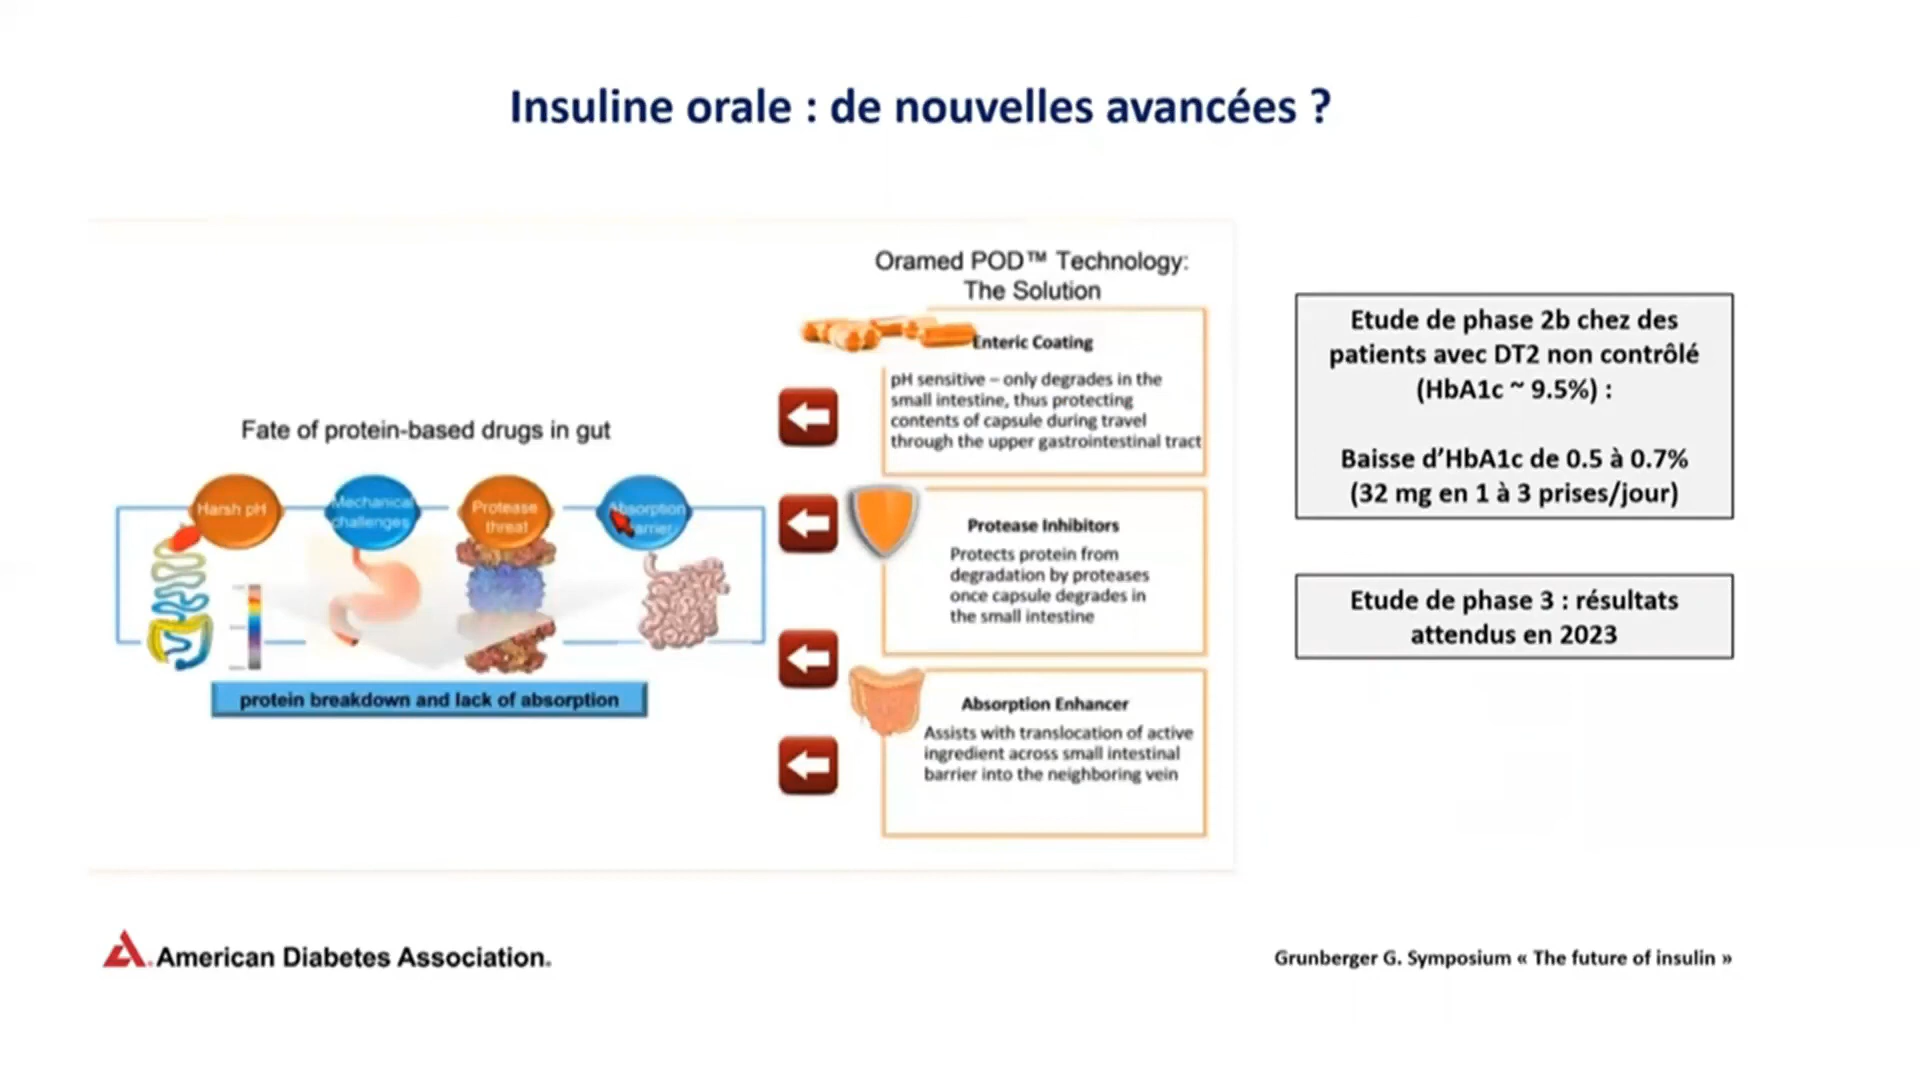 Insuline orale : de nouvelles avancées ?
Fate of protein-based drugs in gut
Harsh pH
Mechanical
challenges
Protease
threat
Absorption
barrier
protein breakdown and lack of absorption
Oramed POD™ Technology:
The Solution
Enteric Coating
pH sensitive – only degrades in the
small intestine, thus protecting
contents of capsule during travel
through the upper gastrointestinal tract
Protease Inhibitors
Protects protein from
degradation by proteases
once capsule degrades in
the small intestine
Absorption Enhancer
Assists with translocation of active
ingredient across small intestinal
barrier into the neighboring vein
Etude de phase 2b chez des
patients avec DT2 non contrôlé
(HbA1c ~ 9.5%) :
Baisse d’HbA1c de 0.5 à 0.7%
(32 mg en 1 à 3 prises/jour)
Etude de phase 3 : résultats
attendus en 2023
American Diabetes Association.
Grunberger G. Symposium « The future of insulin »